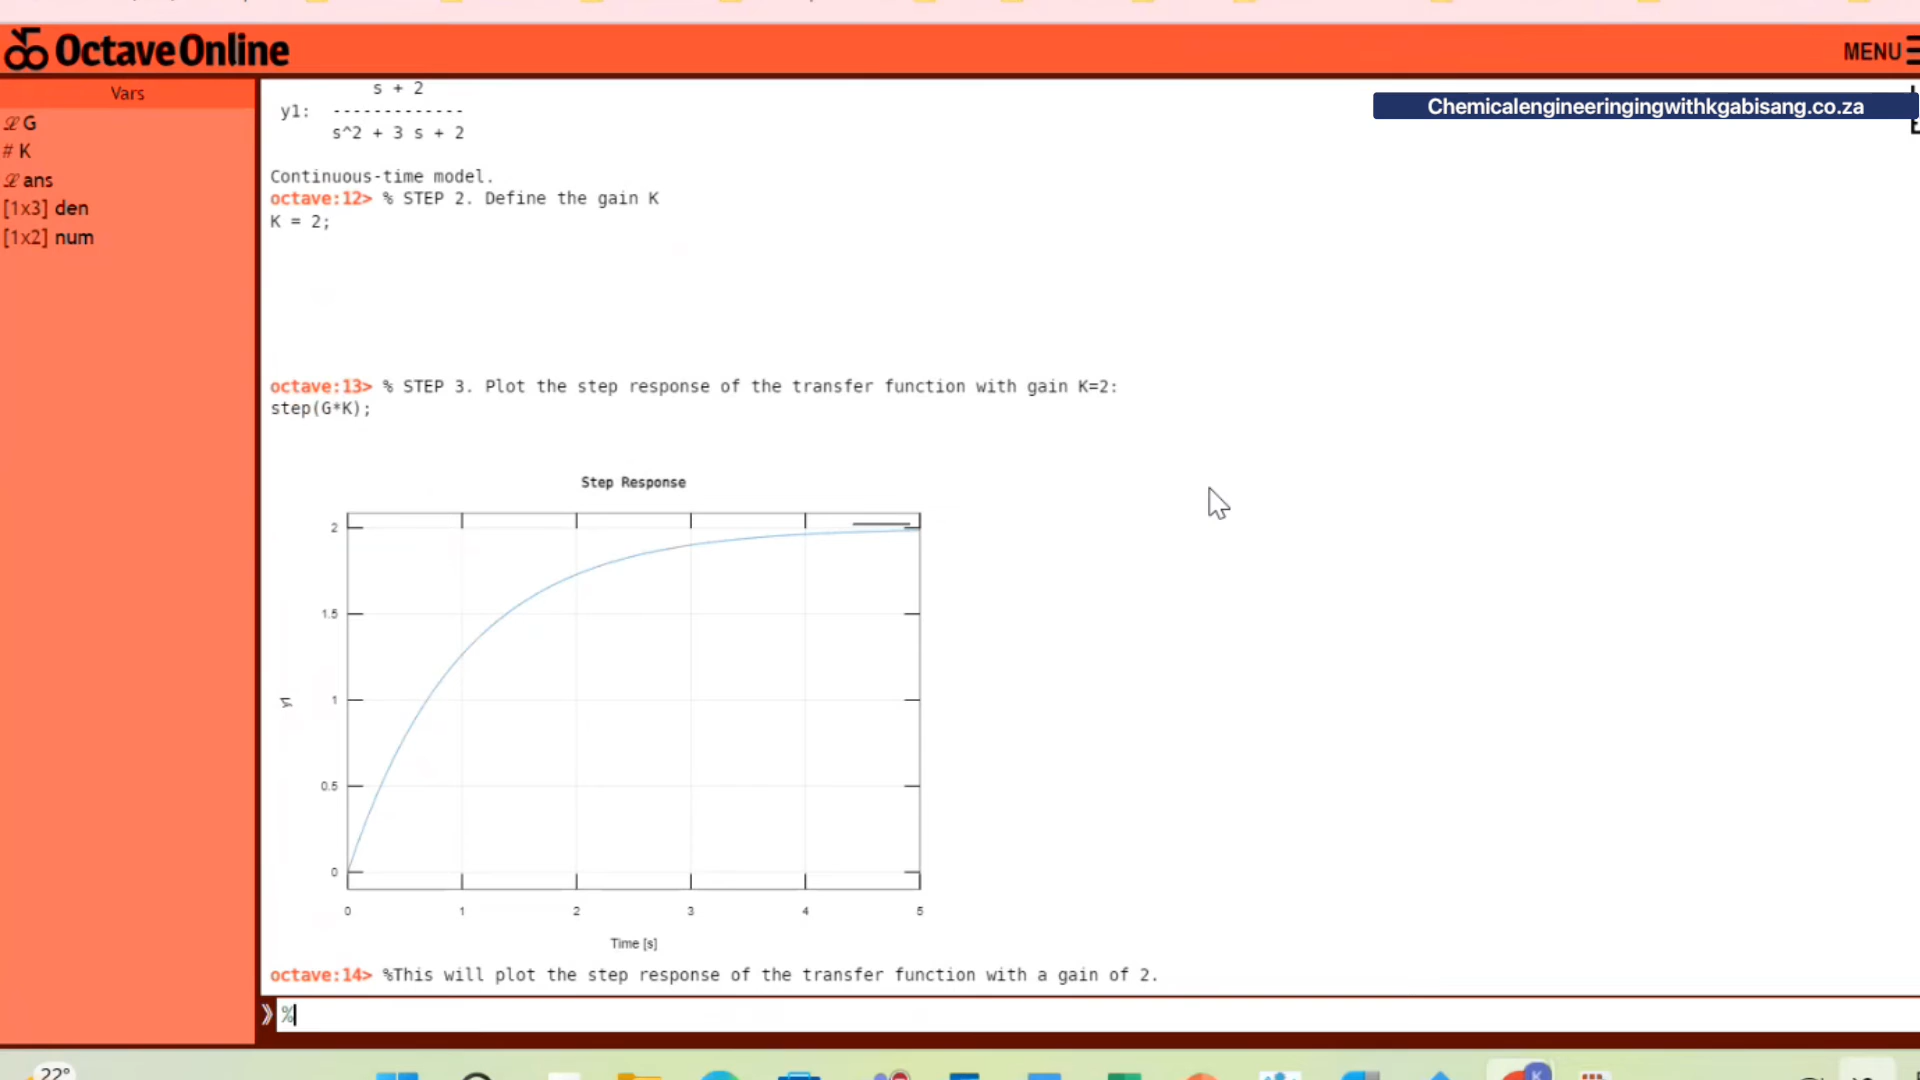 Octave Online
MENU
Vars
G
# K
ans
[1x3] den
[1x2] num
Chemicalengineeringingwithkgabisang.co.za
s + 2
y1: -------------
s^2 + 3 s + 2
Continuous-time model.
octave:12> % STEP 2. Define the gain K
K = 2;
octave:13> % STEP 3. Plot the step response of the transfer function with gain K=2:
step(G*K);
Step Response
2
1.5
1
0.5
0
y1
0 1 2 3 4 5
Time [s]
octave:14> %This will plot the step response of the transfer function with a gain of 2.
» %
22°
K